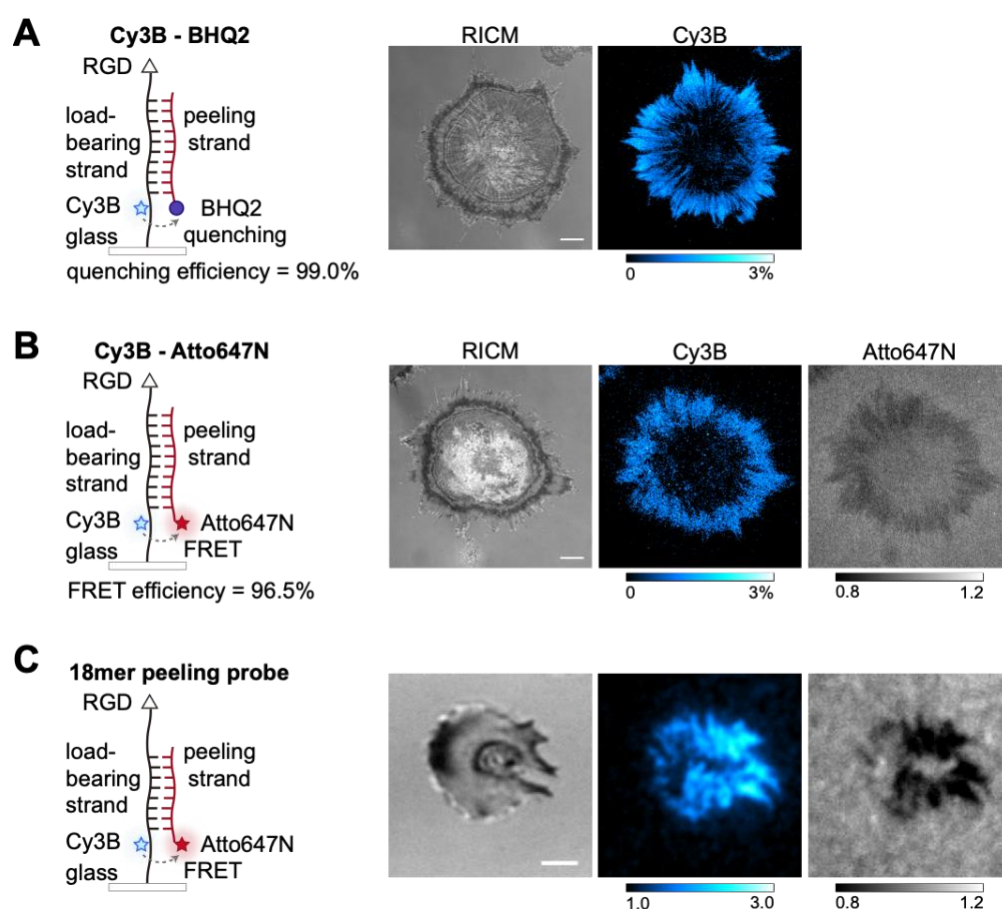 A
Cy3B - BHQ2
RGD
load-
bearing
strand
peeling
strand
Cy3B
glass
BHQ2
quenching
quenching efficiency = 99.0%
RICM
Cy3B
0
3%
B
Cy3B - Atto647N
RGD
load-
bearing
strand
peeling
strand
Cy3B
glass
Atto647N
FRET
FRET efficiency = 96.5%
RICM
Cy3B
Atto647N
0
3%
0.8
1.2
C
18mer peeling probe
RGD
load-
bearing
strand
peeling
strand
Cy3B
glass
Atto647N
FRET
1.0
3.0
0.8
1.2